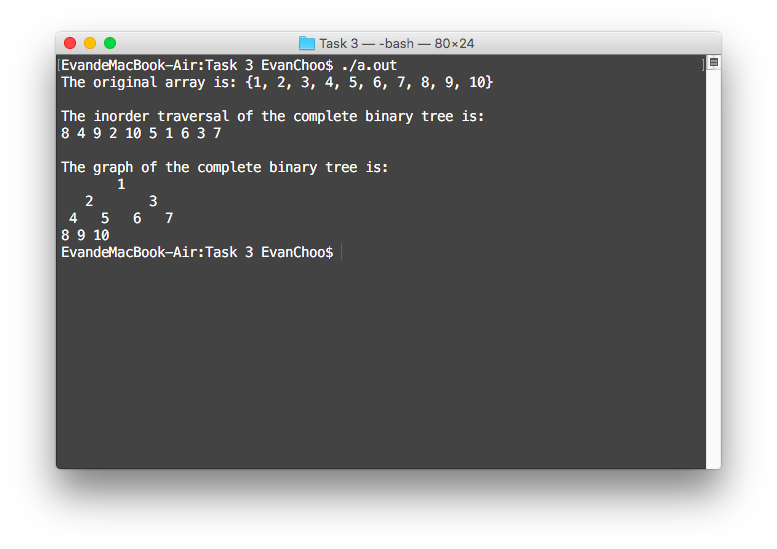 Task 3 — -bash — 80×24
[EvandeMacBook-Air:Task 3 EvanChoo$ ./a.out ]
The original array is: {1, 2, 3, 4, 5, 6, 7, 8, 9, 10}
The inorder traversal of the complete binary tree is:
8 4 9 2 10 5 1 6 3 7
The graph of the complete binary tree is:
1
2 3
4 5 6 7
8 9 10
EvandeMacBook-Air:Task 3 EvanChoo$